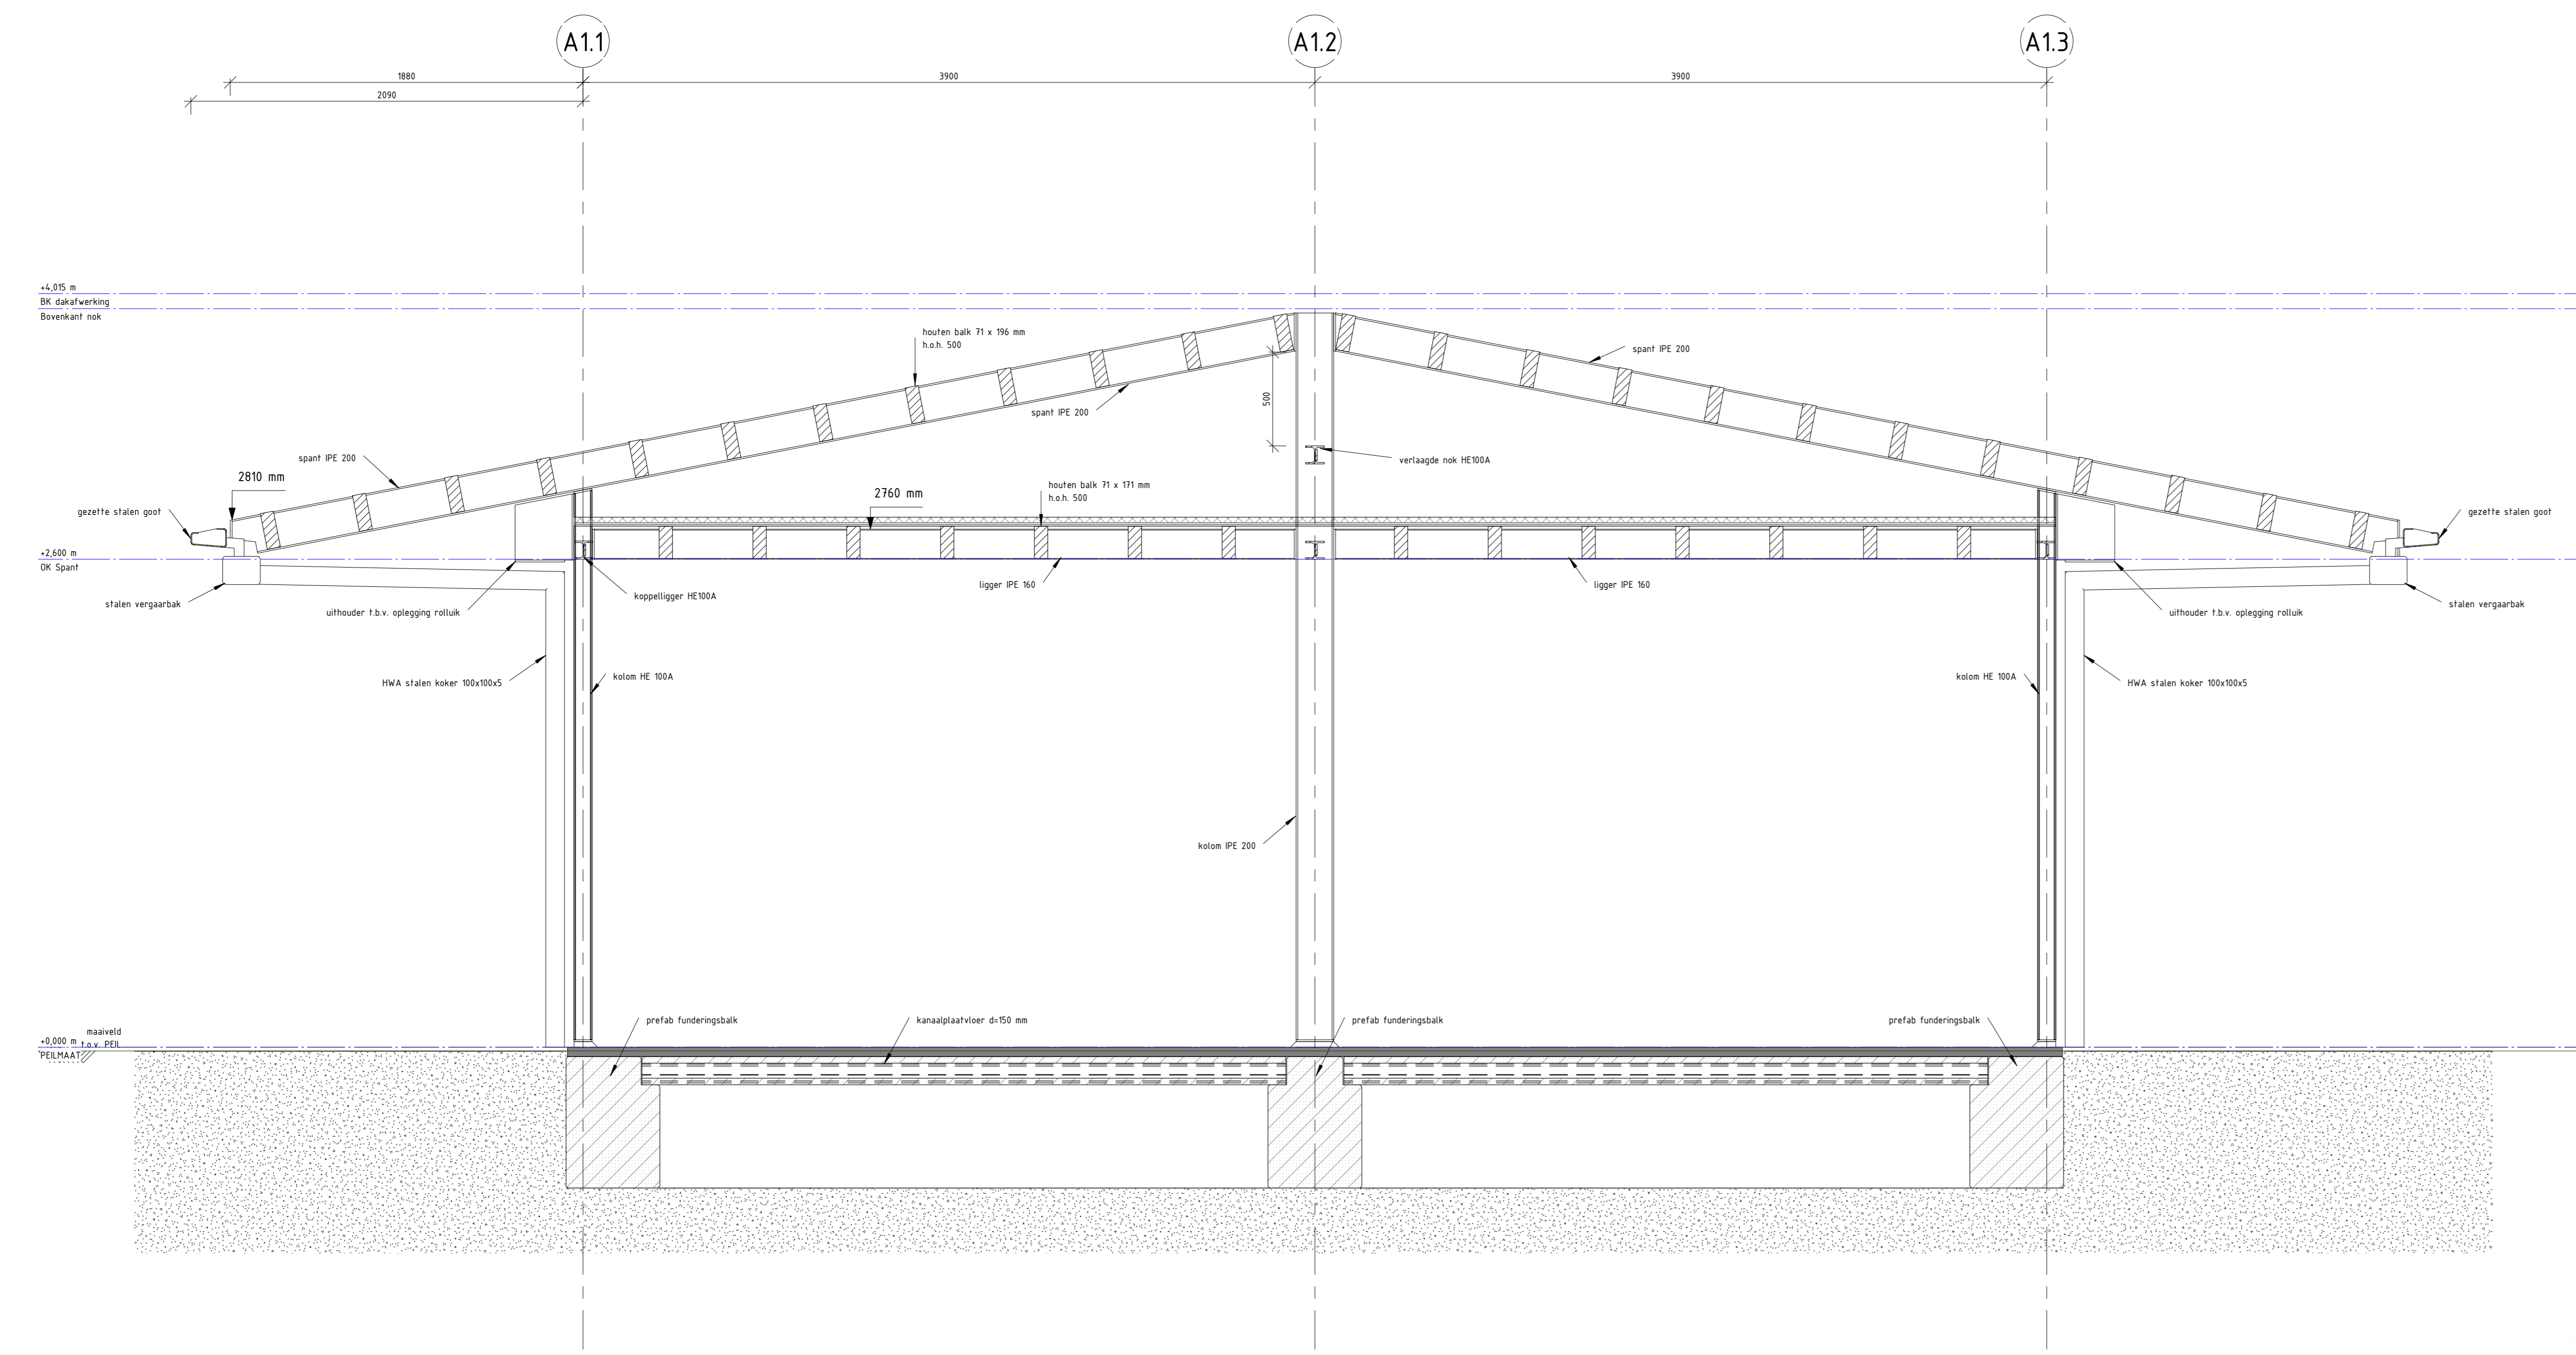 A1.1
A1.2
A1.3
1880
3900
3900
2090
+4,015 m
BK dakafwerking
Bovenkant nok
houten balk 71 x 196 mm
h.o.h. 500
spant IPE 200
500
spant IPE 200
spant IPE 200
verlaagde nok HE100A
2810 mm
2760 mm
houten balk 71 x 171 mm
h.o.h. 500
gezette stalen goot
gezette stalen goot
+2,600 m
OK Spant
ligger IPE 160
ligger IPE 160
koppelligger HE100A
stalen vergaarbak
stalen vergaarbak
uithouder t.b.v. oplegging rolluik
uithouder t.b.v. oplegging rolluik
HWA stalen koker 100x100x5
kolom HE 100A
kolom HE 100A
HWA stalen koker 100x100x5
kolom IPE 200
prefab funderingsbalk
kanaalplaatvloer d=150 mm
prefab funderingsbalk
prefab funderingsbalk
maaiveld
+0,000 m
t.o.v. PEIL
PEILMAAT